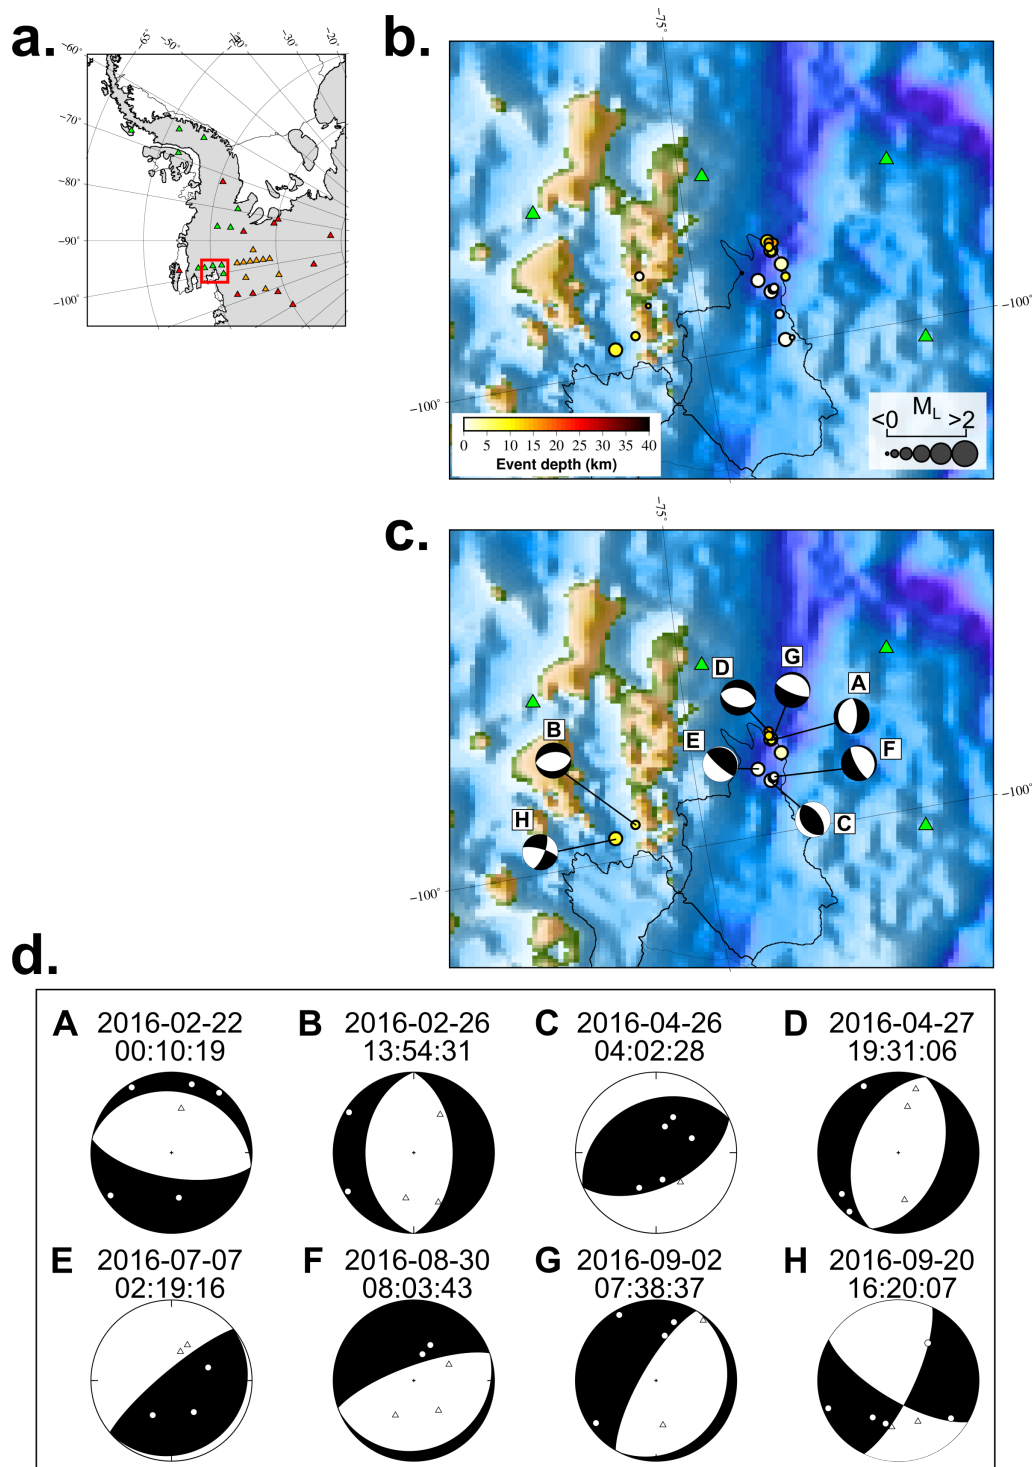 a.
−65°
−50°
−40°
−30°
−20°
−60°
−70°
−80°
−90°
−100°
b.
−75°
−100°
−100°
0 5 10 15 20 25 30 35 40
Event depth (km)
M_L
<0 >2
c.
−75°
−100°
−100°
G
D
A
B
E
F
H
C
d.
A 2016-02-22
00:10:19
B 2016-02-26
13:54:31
C 2016-04-26
04:02:28
D 2016-04-27
19:31:06
E 2016-07-07
02:19:16
F 2016-08-30
08:03:43
G 2016-09-02
07:38:37
H 2016-09-20
16:20:07